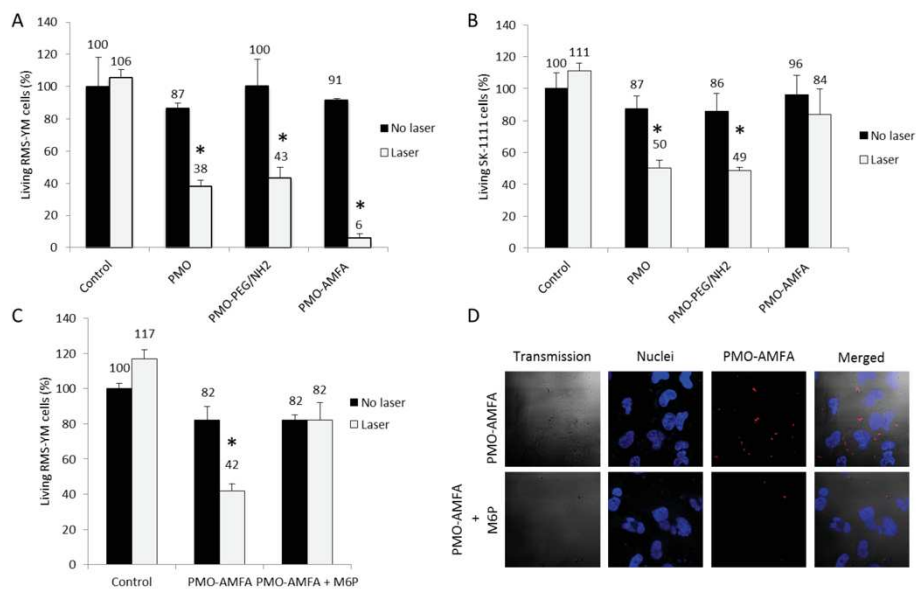 A
Living RMS-YM cells (%)
140
120
100
80
60
40
20
0
100
106
87
*
38
100
*
43
91
*
6
No laser
Laser
Control
PMO
PMO-PEG/NH2
PMO-AMFA
B
Living SK-1111 cells (%)
140
120
100
80
60
40
20
0
100
111
87
*
50
86
*
49
96
84
No laser
Laser
Control
PMO
PMO-PEG/NH2
PMO-AMFA
C
Living RMS-YM cells (%)
140
120
100
80
60
40
20
0
100
117
82
*
42
82
82
No laser
Laser
Control
PMO-AMFA
PMO-AMFA + M6P
D
Transmission
Nuclei
PMO-AMFA
Merged
PMO-AMFA
PMO-AMFA
+
M6P